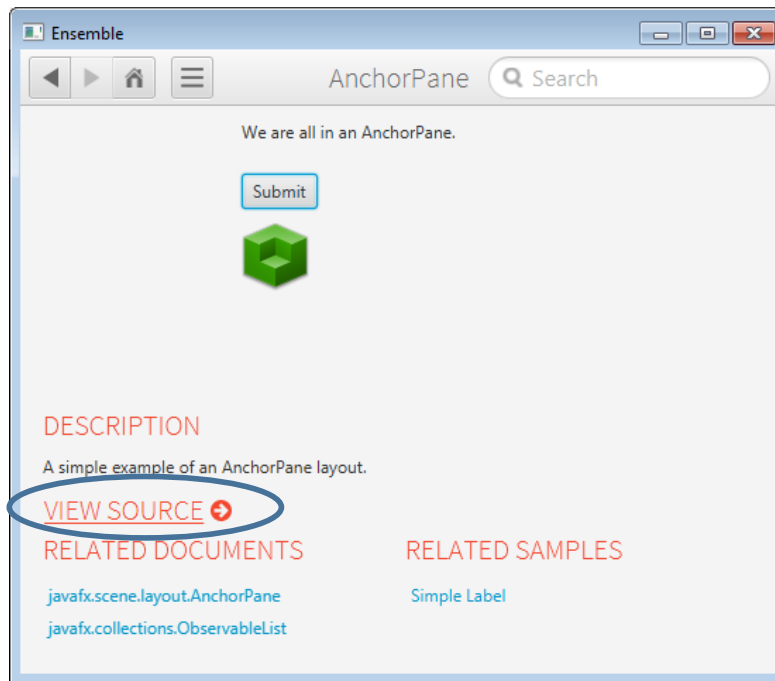 Ensemble
AnchorPane
Search
We are all in an AnchorPane.
Submit
DESCRIPTION
A simple example of an AnchorPane layout.
VIEW SOURCE
RELATED DOCUMENTS
javafx.scene.layout.AnchorPane
javafx.collections.ObservableList
RELATED SAMPLES
Simple Label